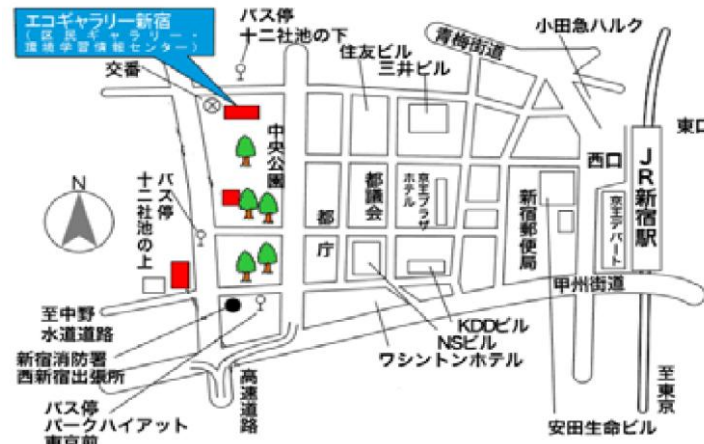 エコギャラリー新宿
(区民ギャラリー・
環境学習情報センター)
バス停
十二社池の下
交番
住友ビル
三井ビル
青梅街道
小田急ハルク
東口
西口
JR新宿駅
京王デパート
中央公園
都議会
京王プラザ
ホテル
新宿郵便局
都庁
バス停
十二社池の上
N
甲州街道
至中野
水道道路
KDDビル
NSビル
ワシントンホテル
新宿消防署
西新宿出張所
高速道路
至東京
バス停
パークハイアット
東京前
安田生命ビル